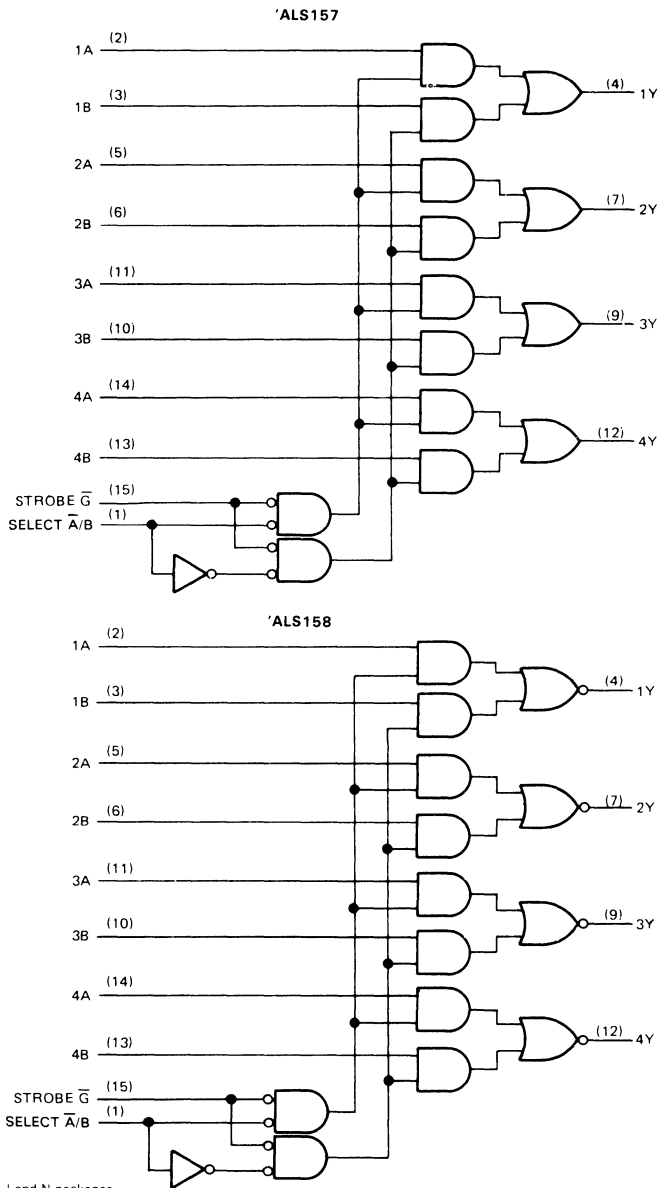 'ALS157
1A (2)
(4) 1Y
1B (3)
2A (5)
(7) 2Y
2B (6)
3A (11)
(9) 3Y
3B (10)
4A (14)
(12) 4Y
4B (13)
STROBE G̅ (15)
SELECT A̅/B (1)
'ALS158
1A (2)
(4) 1Y
1B (3)
2A (5)
(7) 2Y
2B (6)
3A (11)
(9) 3Y
3B (10)
4A (14)
(12) 4Y
4B (13)
STROBE G̅ (15)
SELECT A̅/B (1)
J and N packages